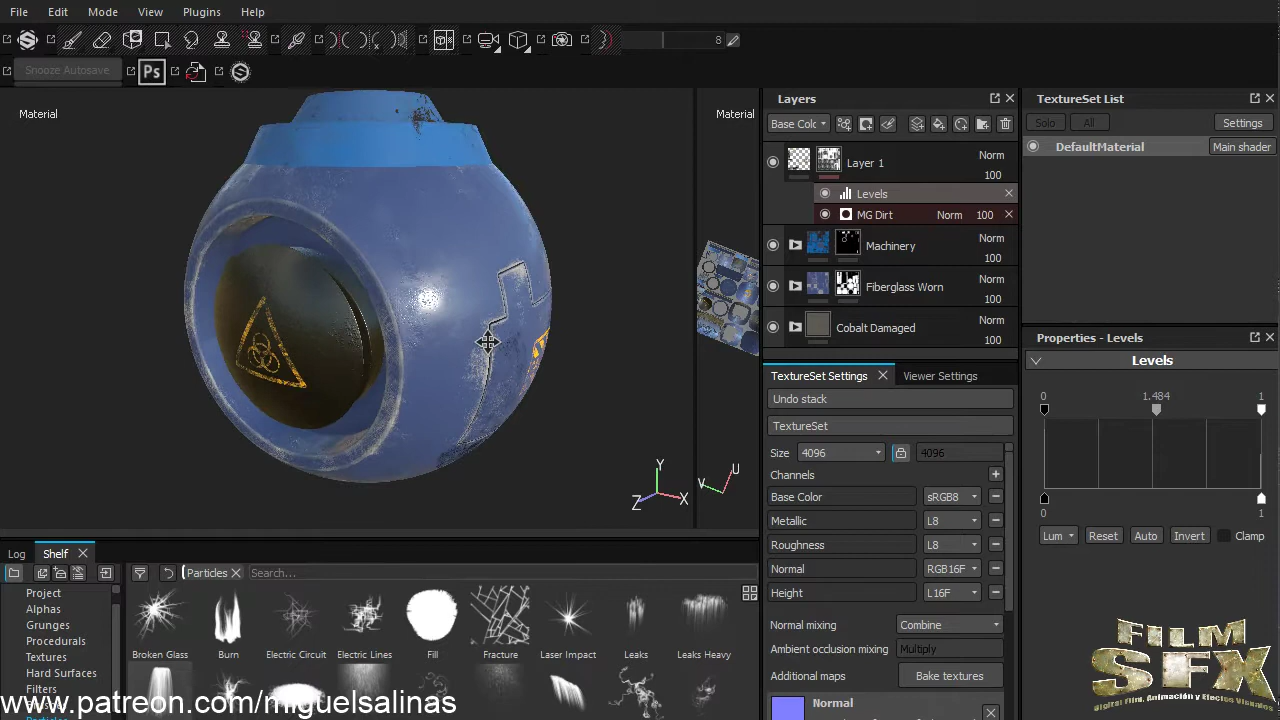 File Edit Mode View Plugins Help
8
Snooze Autosave
Ps
Material
Material
Layers
Base Colc
Layer 1
Norm
100
Levels
MG Dirt
Norm
100
Machinery
Norm
100
Fiberglass Worn
Norm
100
Cobalt Damaged
Norm
100
TextureSet List
Solo
All
Settings
DefaultMaterial
Main shader
Properties - Levels
Levels
0
1.484
1
0
1
Lum
Reset
Auto
Invert
Clamp
TextureSet Settings
Viewer Settings
Undo stack
TextureSet
Size
4096
4096
Channels
Base Color
sRGB8
Metallic
L8
Roughness
L8
Normal
RGB16F
Height
L16F
Normal mixing
Combine
Ambient occlusion mixing
Multiply
Additional maps
Bake textures
Normal
Y
X
Z
U
V
Log
Shelf
Particles
Search...
Project
Alphas
Grunges
Procedurals
Textures
Hard Surfaces
Filters
Broken Glass
Burn
Electric Circuit
Electric Lines
Fill
Fracture
Laser Impact
Leaks
Leaks Heavy
www.patreon.com/miguelsalinas
FILM
SFX
Digital Film, Animación y Efectos Visuales